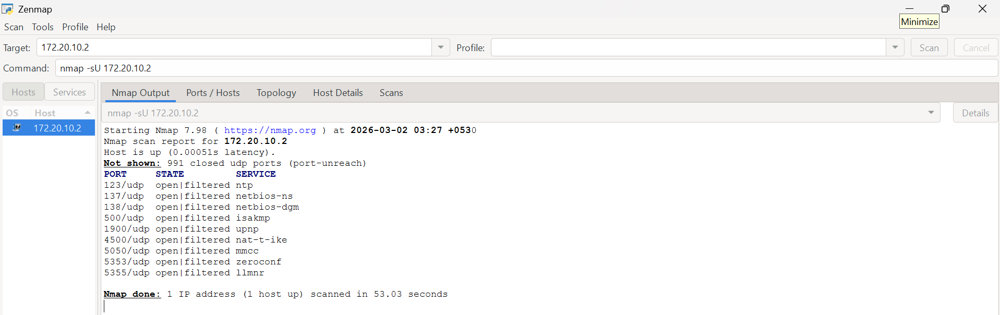 Zenmap
Minimize
Scan Tools Profile Help
Target: 172.20.10.2 Profile: Scan Cancel
Command: nmap -sU 172.20.10.2
Hosts Services Nmap Output Ports / Hosts Topology Host Details Scans
OS Host nmap -sU 172.20.10.2 Details
172.20.10.2
Starting Nmap 7.98 ( https://nmap.org ) at 2026-03-02 03:27 +0530
Nmap scan report for 172.20.10.2
Host is up (0.00051s latency).
Not shown: 991 closed udp ports (port-unreach)
PORT STATE SERVICE
123/udp open|filtered ntp
137/udp open|filtered netbios-ns
138/udp open|filtered netbios-dgm
500/udp open|filtered isakmp
1900/udp open|filtered upnp
4500/udp open|filtered nat-t-ike
5050/udp open|filtered mmcc
5353/udp open|filtered zeroconf
5355/udp open|filtered llmnr
Nmap done: 1 IP address (1 host up) scanned in 53.03 seconds